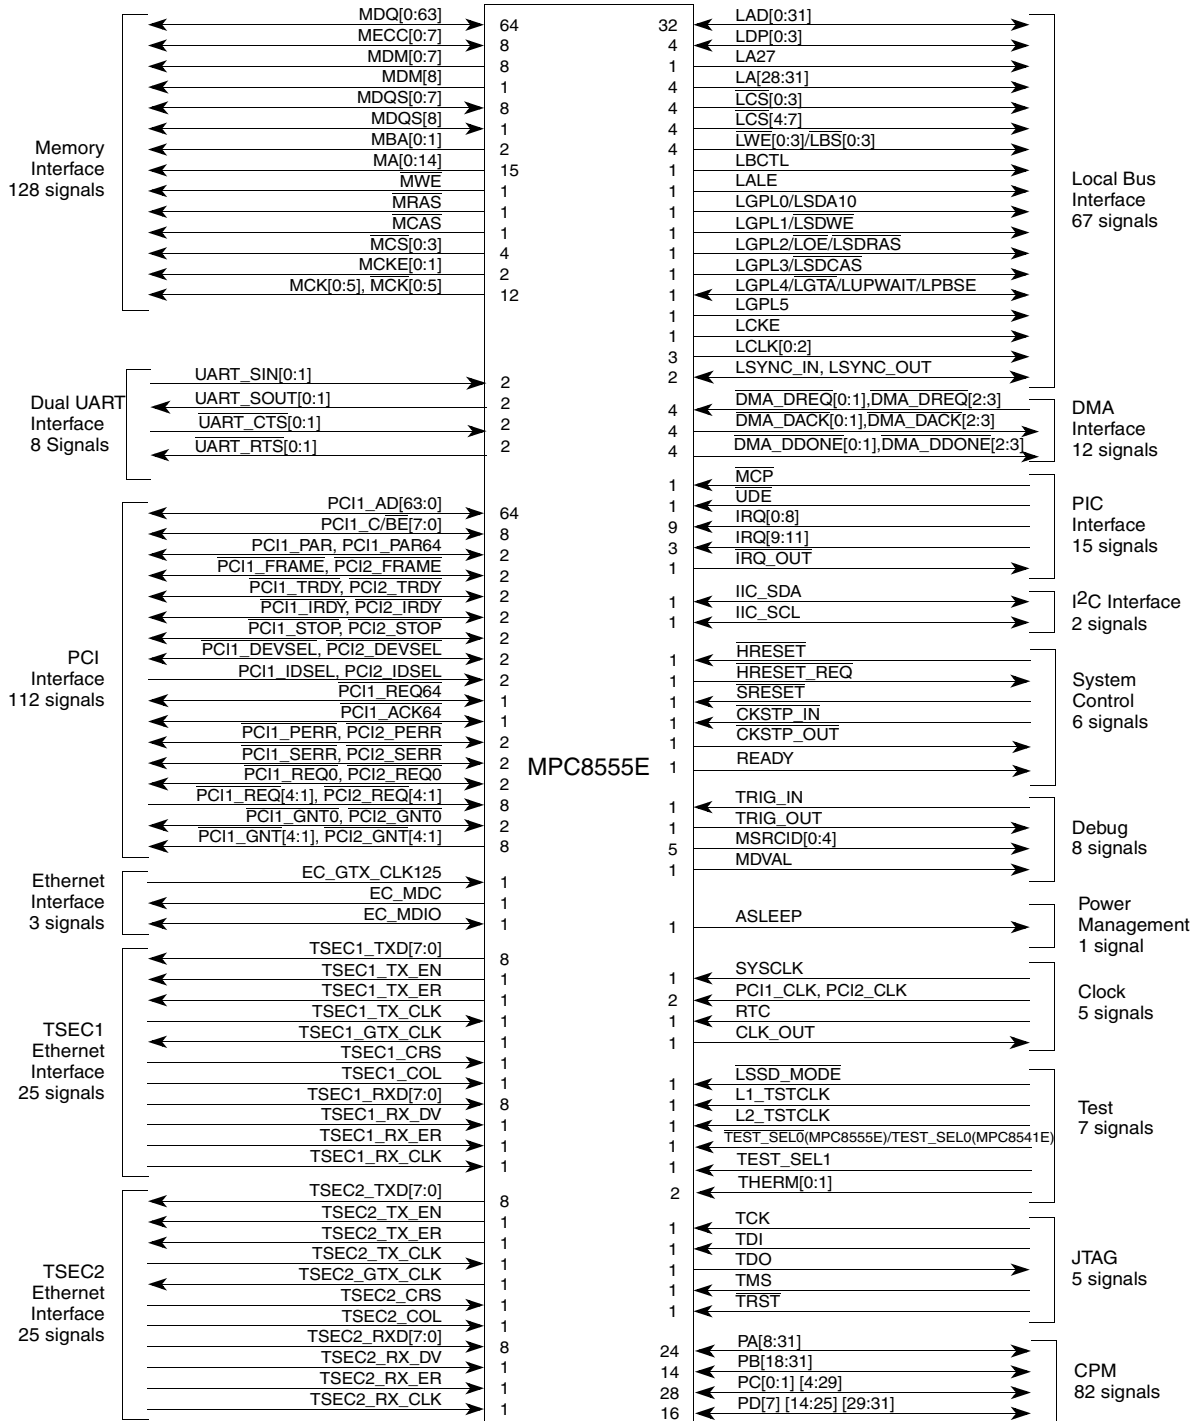 MDQ[0:63]
64
MECC[0:7]
8
MDM[0:7]
8
MDM[8]
1
MDQS[0:7]
8
MDQS[8]
1
MBA[0:1]
2
MA[0:14]
15
MWE
1
MRAS
1
MCAS
1
MCS[0:3]
4
MCKE[0:1]
2
MCK[0:5], MCK[0:5]
12
Memory
Interface
128 signals
UART_SIN[0:1]
2
UART_SOUT[0:1]
2
UART_CTS[0:1]
2
UART_RTS[0:1]
2
Dual UART
Interface
8 Signals
PCI1_AD[63:0]
64
PCI1_C/BE[7:0]
8
PCI1_PAR, PCI1_PAR64
2
PCI1_FRAME, PCI2_FRAME
2
PCI1_TRDY, PCI2_TRDY
2
PCI1_IRDY, PCI2_IRDY
2
PCI1_STOP, PCI2_STOP
2
PCI1_DEVSEL, PCI2_DEVSEL
2
PCI1_IDSEL, PCI2_IDSEL
2
PCI1_REQ64
1
PCI1_ACK64
1
PCI1_PERR, PCI2_PERR
2
PCI1_SERR, PCI2_SERR
2
PCI1_REQ0, PCI2_REQ0
2
PCI1_REQ[4:1], PCI2_REQ[4:1]
8
PCI1_GNT0, PCI2_GNT0
2
PCI1_GNT[4:1], PCI2_GNT[4:1]
8
PCI
Interface
112 signals
EC_GTX_CLK125
1
EC_MDC
1
EC_MDIO
1
Ethernet
Interface
3 signals
TSEC1_TXD[7:0]
8
TSEC1_TX_EN
1
TSEC1_TX_ER
1
TSEC1_TX_CLK
1
TSEC1_GTX_CLK
1
TSEC1_CRS
1
TSEC1_COL
1
TSEC1_RXD[7:0]
8
TSEC1_RX_DV
1
TSEC1_RX_ER
1
TSEC1_RX_CLK
1
TSEC1
Ethernet
Interface
25 signals
TSEC2_TXD[7:0]
8
TSEC2_TX_EN
1
TSEC2_TX_ER
1
TSEC2_TX_CLK
1
TSEC2_GTX_CLK
1
TSEC2_CRS
1
TSEC2_COL
1
TSEC2_RXD[7:0]
8
TSEC2_RX_DV
1
TSEC2_RX_ER
1
TSEC2_RX_CLK
1
TSEC2
Ethernet
Interface
25 signals
MPC8555E
32
LAD[0:31]
4
LDP[0:3]
1
LA27
4
LA[28:31]
4
LCS[0:3]
4
LCS[4:7]
4
LWE[0:3]/LBS[0:3]
1
LBCTL
1
LALE
1
LGPL0/LSDA10
1
LGPL1/LSDWE
1
LGPL2/LOE/LSDRAS
1
LGPL3/LSDCAS
1
LGPL4/LGTA/LUPWAIT/LPBSE
1
LGPL5
1
LCKE
3
LCLK[0:2]
2
LSYNC_IN, LSYNC_OUT
Local Bus
Interface
67 signals
4
DMA_DREQ[0:1],DMA_DREQ[2:3]
4
DMA_DACK[0:1],DMA_DACK[2:3]
4
DMA_DDONE[0:1],DMA_DDONE[2:3]
DMA
Interface
12 signals
1
MCP
1
UDE
9
IRQ[0:8]
3
IRQ[9:11]
1
IRQ_OUT
PIC
Interface
15 signals
1
IIC_SDA
1
IIC_SCL
I2C Interface
2 signals
1
HRESET
1
HRESET_REQ
1
SRESET
1
CKSTP_IN
1
CKSTP_OUT
1
READY
System
Control
6 signals
1
TRIG_IN
1
TRIG_OUT
5
MSRCID[0:4]
1
MDVAL
Debug
8 signals
1
ASLEEP
Power
Management
1 signal
1
SYSCLK
2
PCI1_CLK, PCI2_CLK
1
RTC
1
CLK_OUT
Clock
5 signals
1
LSSD_MODE
1
L1_TSTCLK
1
L2_TSTCLK
1
TEST_SEL0(MPC8555E)/TEST_SEL0(MPC8541E)
1
TEST_SEL1
2
THERM[0:1]
Test
7 signals
1
TCK
1
TDI
1
TDO
1
TMS
1
TRST
JTAG
5 signals
24
PA[8:31]
14
PB[18:31]
28
PC[0:1] [4:29]
16
PD[7] [14:25] [29:31]
CPM
82 signals